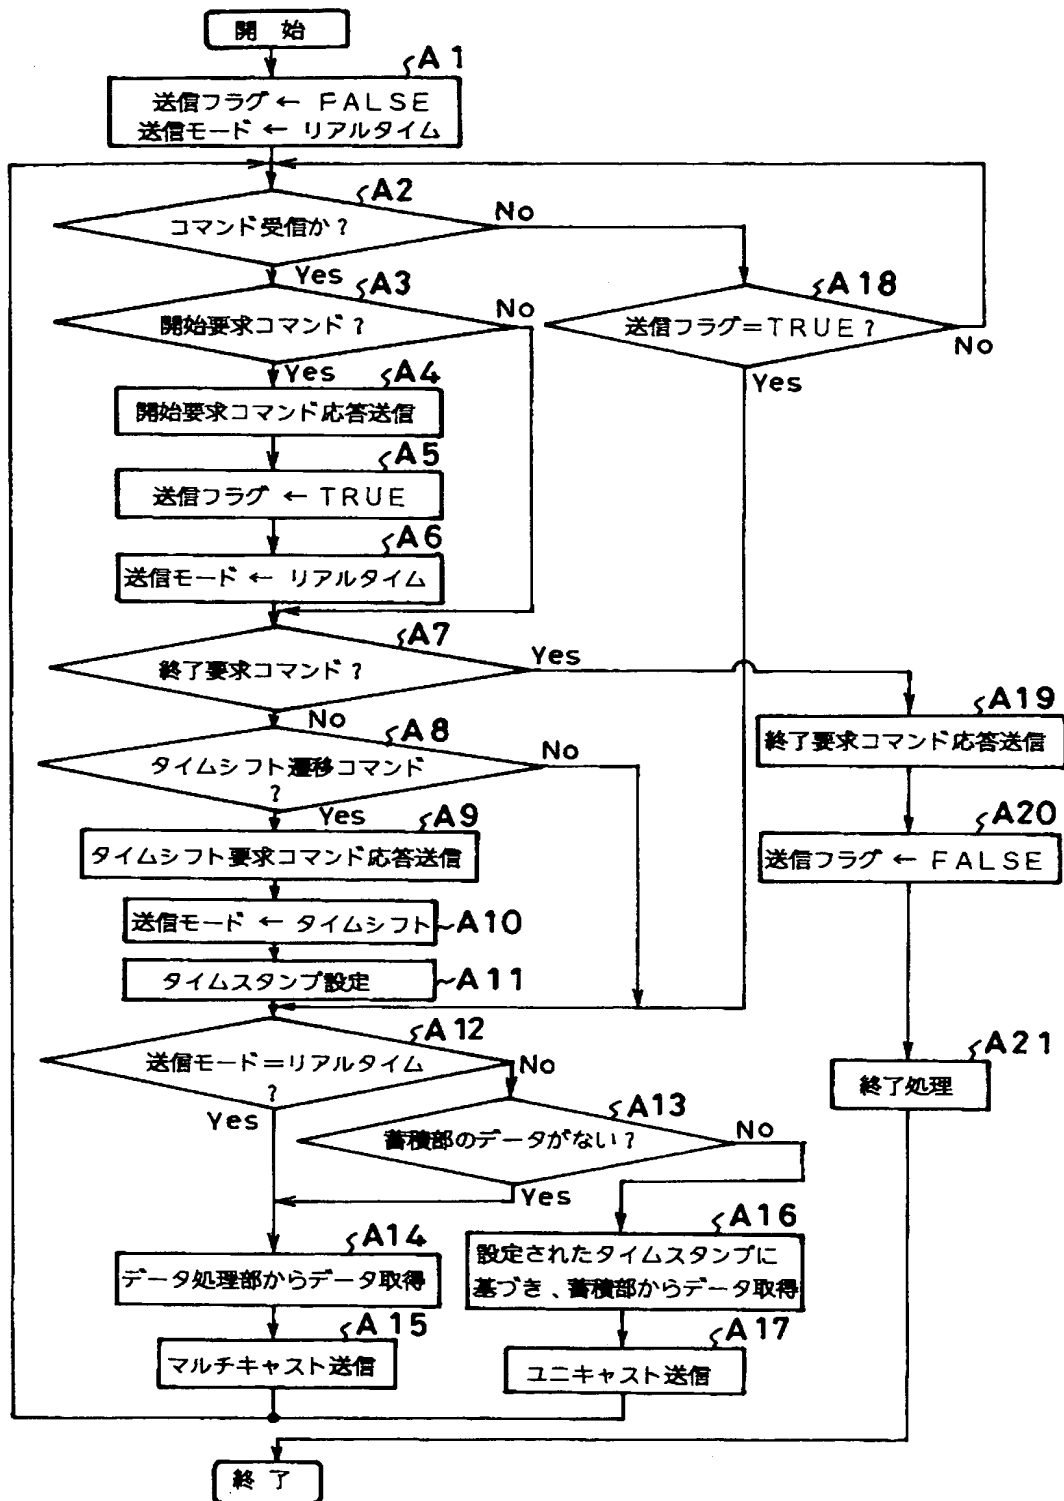 開 始
A1
送信フラグ ← FALSE
送信モード ← リアルタイム
A2
コマンド受信か?
No
Yes
A3
開始要求コマンド?
No
Yes
A18
送信フラグ=TRUE?
No
Yes
A4
開始要求コマンド応答送信
A5
送信フラグ ← TRUE
A6
送信モード ← リアルタイム
A7
終了要求コマンド?
Yes
No
A8
タイムシフト遷移コマンド
?
No
Yes
A19
終了要求コマンド応答送信
A20
送信フラグ ← FALSE
A9
タイムシフト要求コマンド応答送信
送信モード ← タイムシフト
A10
タイムスタンプ設定
A11
A12
送信モード=リアルタイム
?
No
Yes
A21
終了処理
A13
蓄積部のデータがない?
No
Yes
A14
データ処理部からデータ取得
A15
マルチキャスト送信
A16
設定されたタイムスタンプに
基づき、蓄積部からデータ取得
A17
ユニキャスト送信
終 了